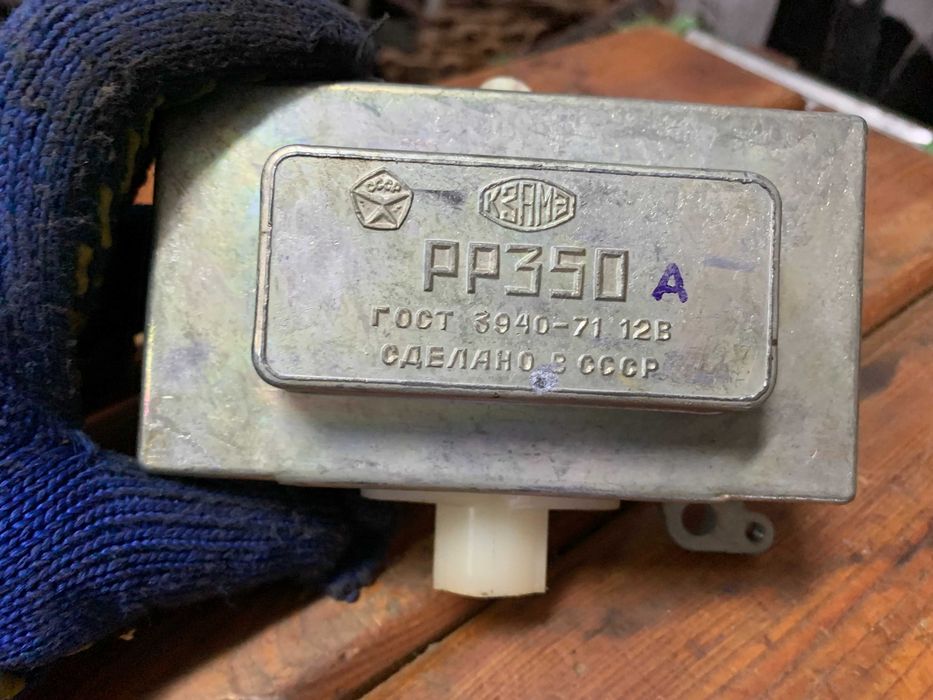 СССР
КЗАМЭ
РР350 А
ГОСТ 3940-71 12В
СДЕЛАНО В СССР